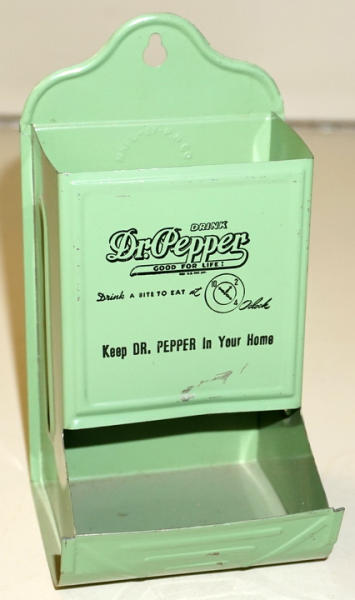 DRINK
Dr. Pepper
GOOD FOR LIFE!
Drink A BITE TO EAT at 10 2 4 O'clock
Keep DR. PEPPER In Your Home